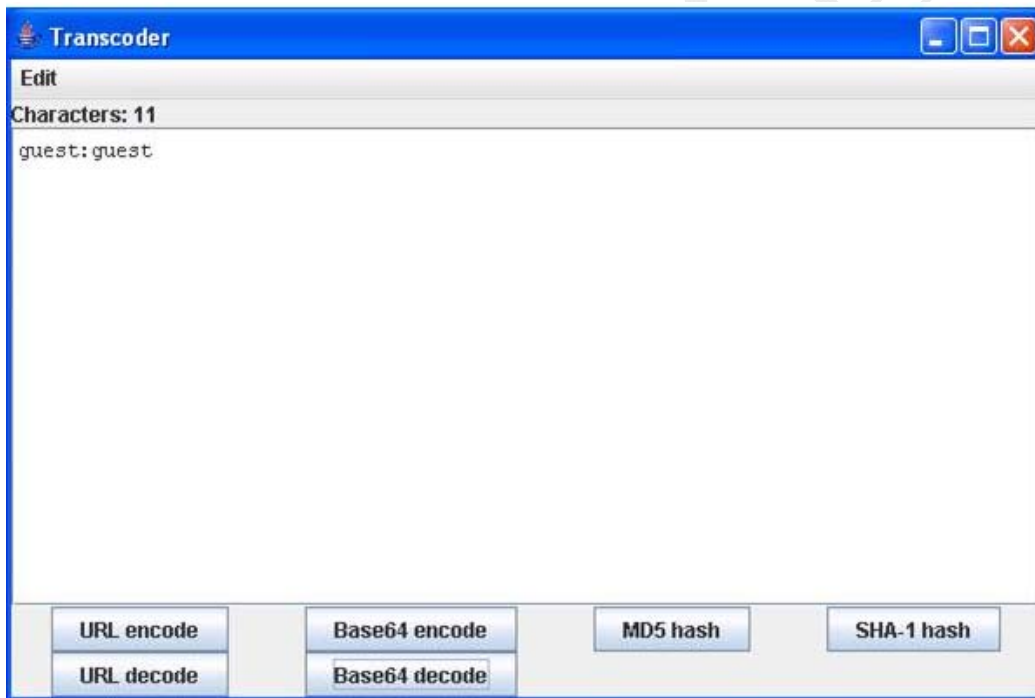 Transcoder
Edit
Characters: 11
guest:guest
URL encode Base64 encode MD5 hash SHA-1 hash
URL decode Base64 decode